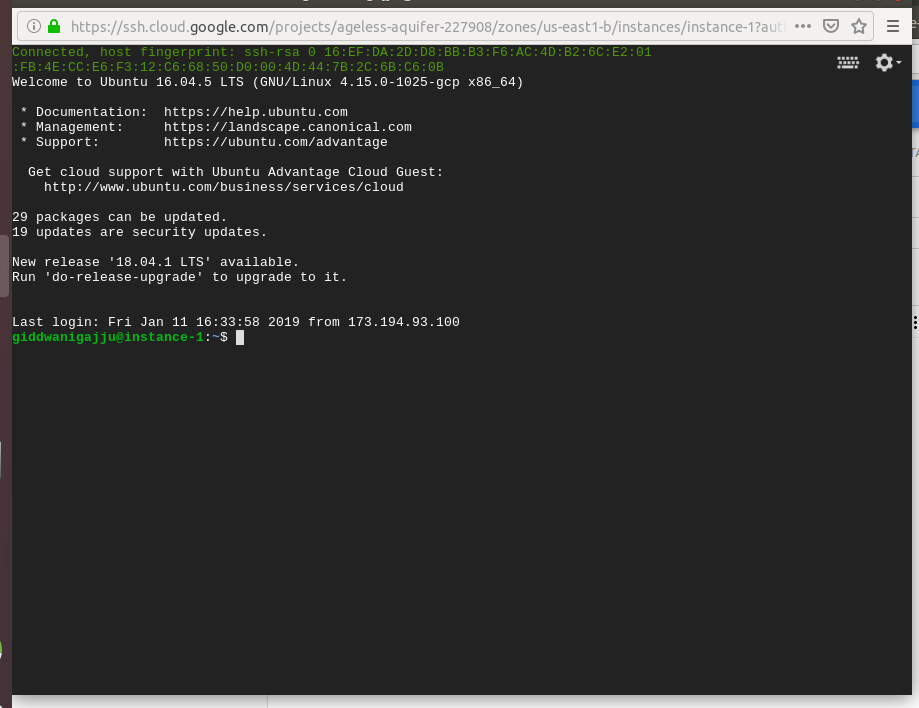 https://ssh.cloud.google.com/projects/ageless-aquifer-227908/zones/us-east1-b/instances/instance-1?aut
Connected, host fingerprint: ssh-rsa 0 16:EF:DA:2D:D8:BB:B3:F6:AC:4D:B2:6C:E2:01
:FB:4E:CC:E6:F3:12:C6:68:50:D0:00:4D:44:7B:2C:6B:C6:0B
Welcome to Ubuntu 16.04.5 LTS (GNU/Linux 4.15.0-1025-gcp x86_64)
* Documentation:  https://help.ubuntu.com
* Management:     https://landscape.canonical.com
* Support:        https://ubuntu.com/advantage
Get cloud support with Ubuntu Advantage Cloud Guest:
http://www.ubuntu.com/business/services/cloud
29 packages can be updated.
19 updates are security updates.
New release '18.04.1 LTS' available.
Run 'do-release-upgrade' to upgrade to it.
Last login: Fri Jan 11 16:33:58 2019 from 173.194.93.100
giddwanigajju@instance-1:~$